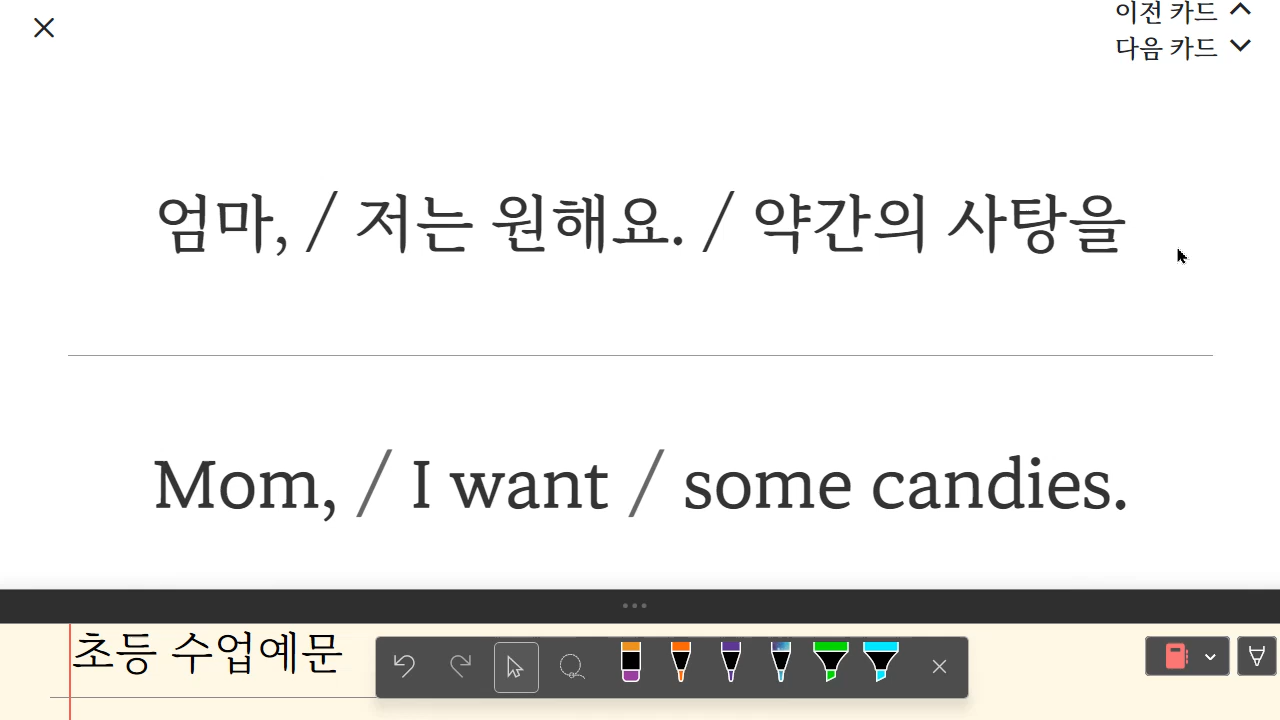 이전 카드
다음 카드
엄마, / 저는 원해요. / 약간의 사탕을
Mom, / I want / some candies.
초등 수업예문